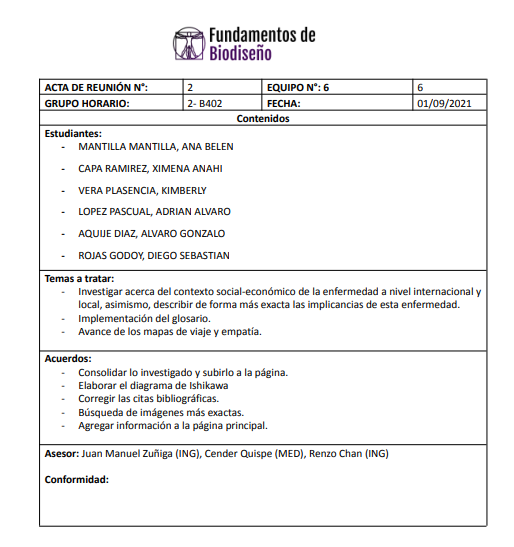 Fundamentos de
Biodiseño
ACTA DE REUNIÓN N°: 2 EQUIPO N°: 6 6
GRUPO HORARIO: 2- B402 FECHA: 01/09/2021
Contenidos
Estudiantes:
- MANTILLA MANTILLA, ANA BELEN
- CAPA RAMIREZ, XIMENA ANAHI
- VERA PLASENCIA, KIMBERLY
- LOPEZ PASCUAL, ADRIAN ALVARO
- AQUIJE DIAZ, ALVARO GONZALO
- ROJAS GODOY, DIEGO SEBASTIAN
Temas a tratar:
- Investigar acerca del contexto social-económico de la enfermedad a nivel internacional y
local, asimismo, describir de forma más exacta las implicancias de esta enfermedad.
- Implementación del glosario.
- Avance de los mapas de viaje y empatía.
Acuerdos:
- Consolidar lo investigado y subirlo a la página.
- Elaborar el diagrama de Ishikawa
- Corregir las citas bibliográficas.
- Búsqueda de imágenes más exactas.
- Agregar información a la página principal.
Asesor: Juan Manuel Zuñiga (ING), Cender Quispe (MED), Renzo Chan (ING)
Conformidad: